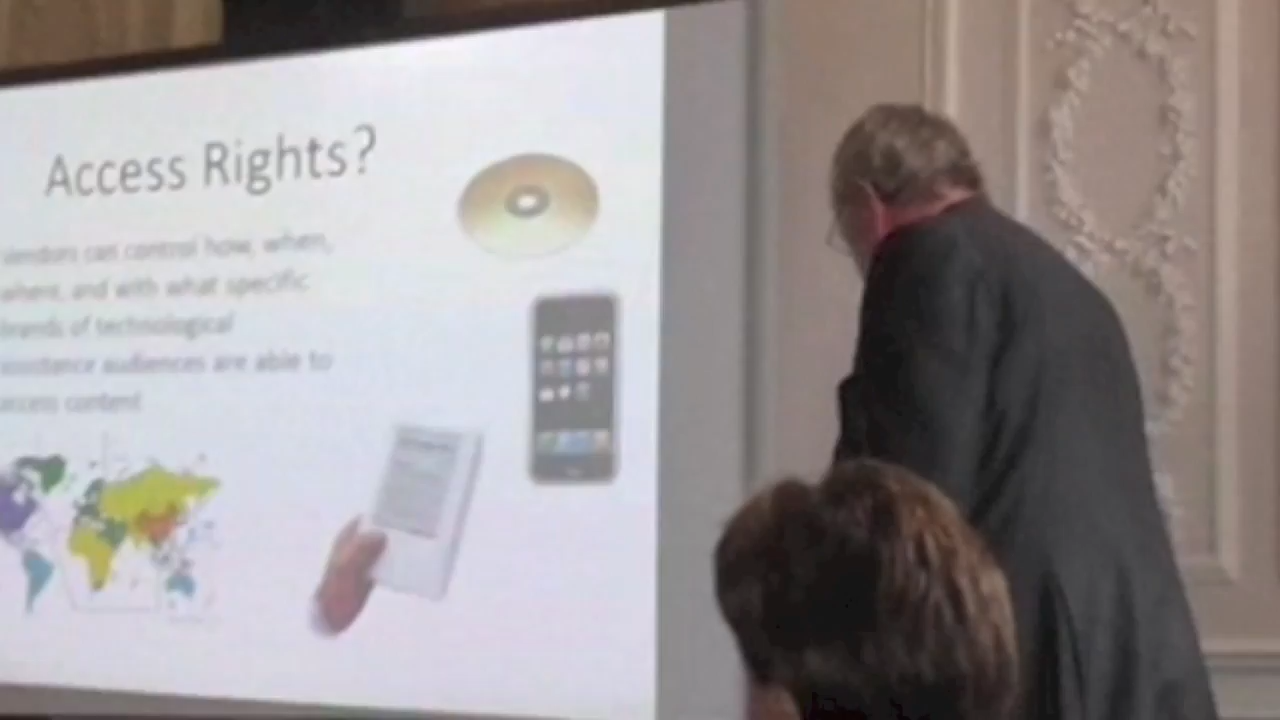 Access Rights?
vendors can control how, when,
where, and with what specific
brands of technological
assistance audiences are able to
access content